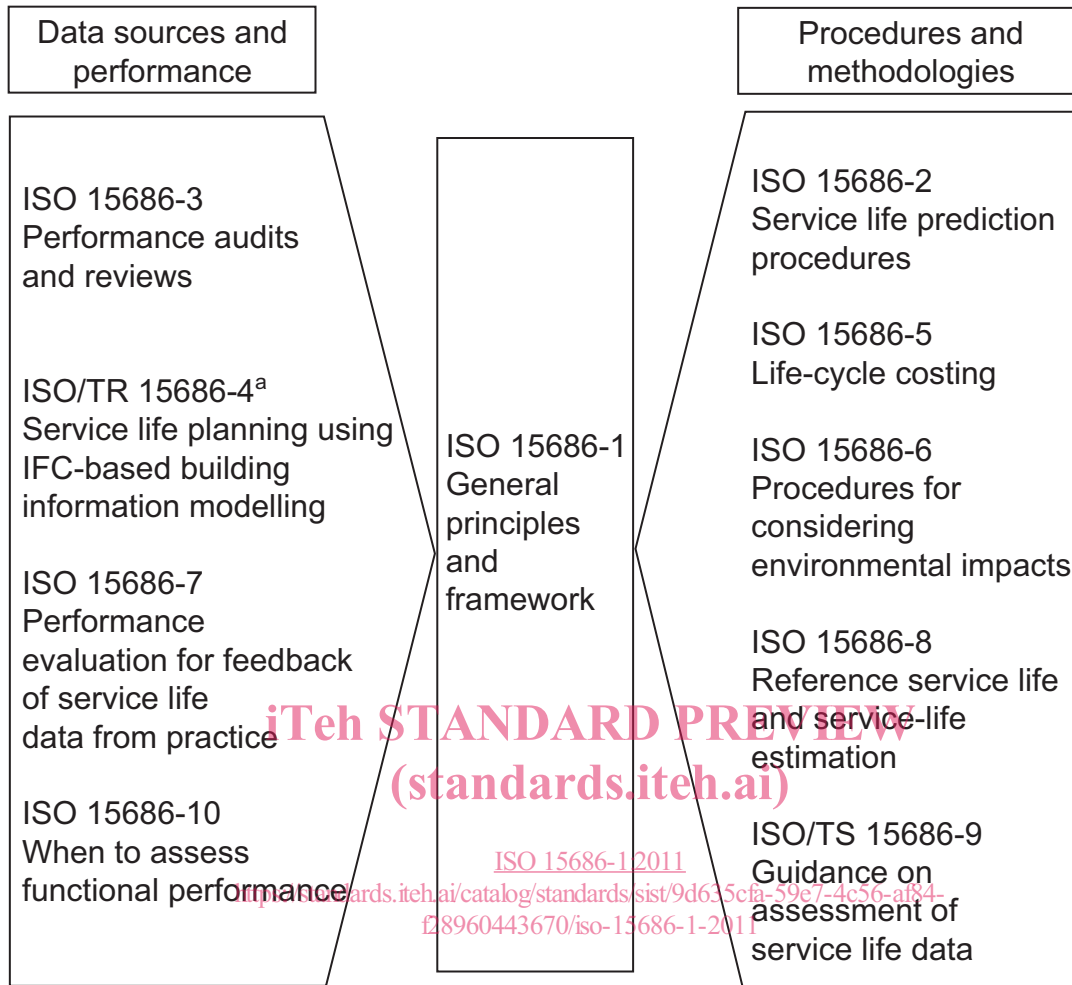 Data sources and
performance
Procedures and
methodologies
ISO 15686-3
Performance audits
and reviews
ISO/TR 15686-4ᵃ
Service life planning using
IFC-based building
information modelling
ISO 15686-7
Performance
evaluation for feedback
of service life
data from practice
ISO 15686-10
When to assess
functional performance
ISO 15686-1
General
principles
and
framework
ISO 15686-2
Service life prediction
procedures
ISO 15686-5
Life-cycle costing
ISO 15686-6
Procedures for
considering
environmental impacts
ISO 15686-8
Reference service life
and service-life
estimation
ISO/TS 15686-9
Guidance on
assessment of
service life data
iTeh STANDARD PREVIEW
(standards.iteh.ai)
ISO 15686-1:2011
https://standards.iteh.ai/catalog/standards/sist/9d635cfa-59e7-4c56-af84-
f28960443670/iso-15686-1-2011